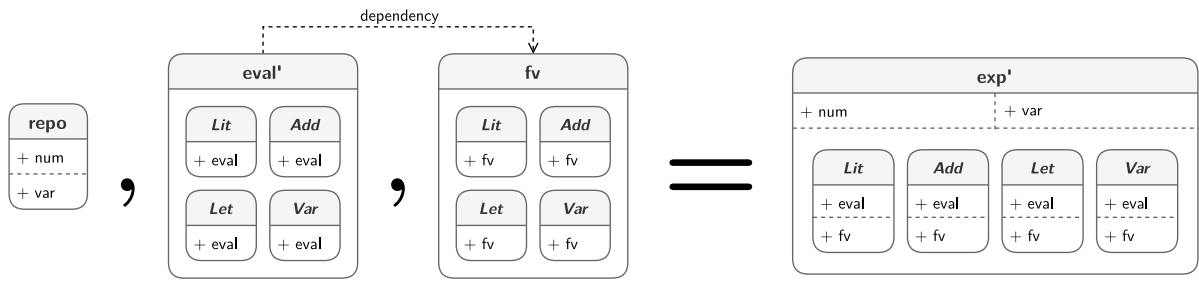 dependency
repo
+ num
+ var
,
eval'
Lit
+ eval
Add
+ eval
Let
+ eval
Var
+ eval
,
fv
Lit
+ fv
Add
+ fv
Let
+ fv
Var
+ fv
=
exp'
+ num
+ var
Lit
+ eval
+ fv
Add
+ eval
+ fv
Let
+ eval
+ fv
Var
+ eval
+ fv